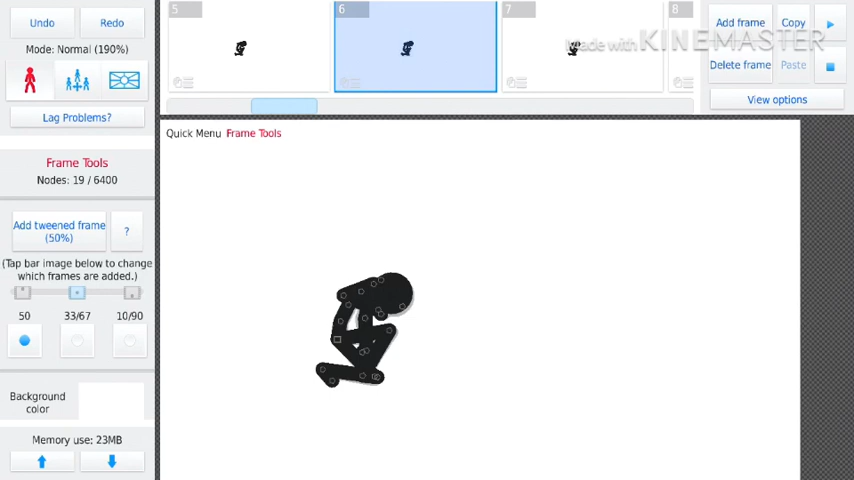 Undo
Redo
Mode: Normal (190%)
Lag Problems?
Frame Tools
Nodes: 19 / 6400
Add tweened frame
(50%)
?
(Tap bar image below to change
which frames are added.)
50
33/67
10/90
Background
color
Memory use: 23MB
5
6
7
8
Made with KINEMASTER
Add frame
Copy
Delete frame
Paste
View options
Quick Menu Frame Tools